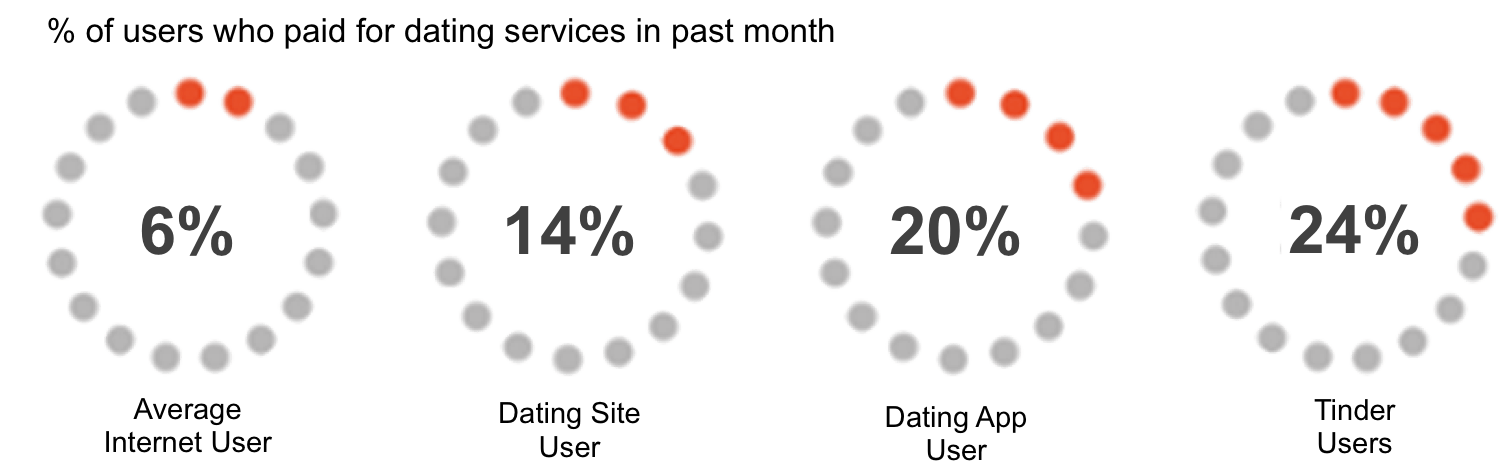 % of users who paid for dating services in past month
6%
14%
20%
24%
Average
Internet User
Dating Site
User
Dating App
User
Tinder
Users